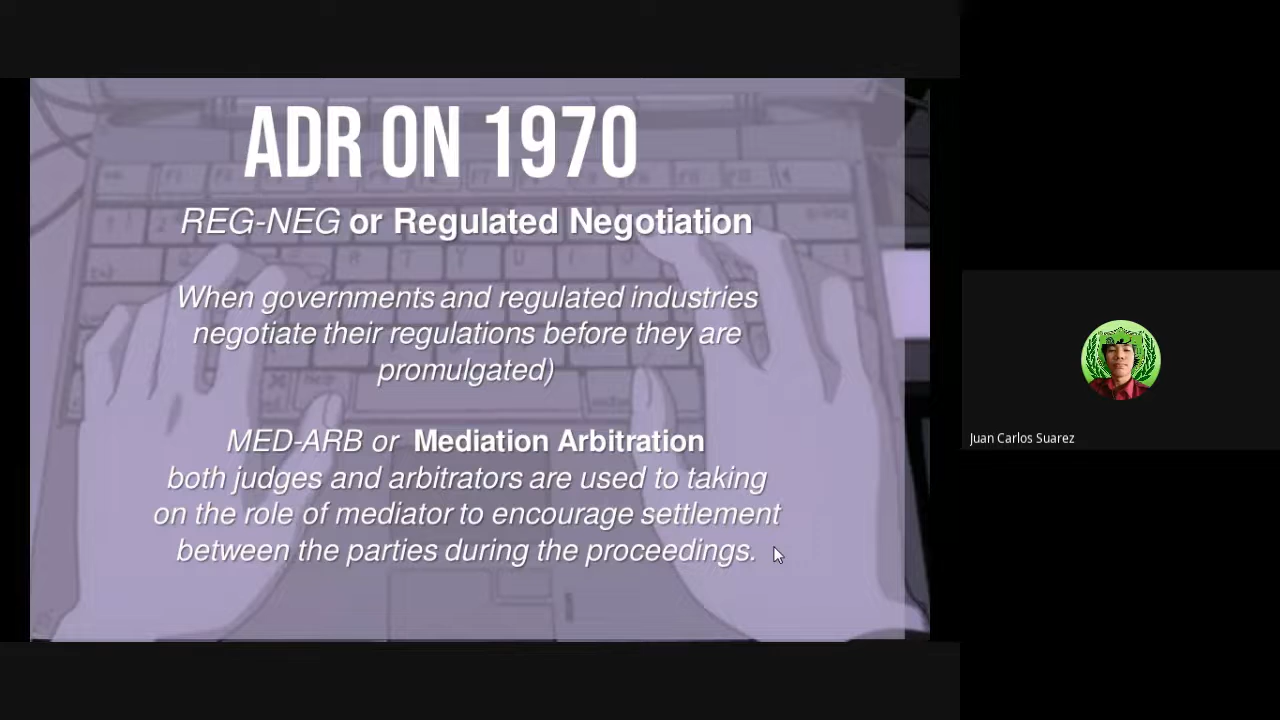 ADR ON 1970
REG-NEG or Regulated Negotiation
When governments and regulated industries
negotiate their regulations before they are
promulgated)
MED-ARB or Mediation Arbitration
both judges and arbitrators are used to taking
on the role of mediator to encourage settlement
between the parties during the proceedings.
Juan Carlos Suarez